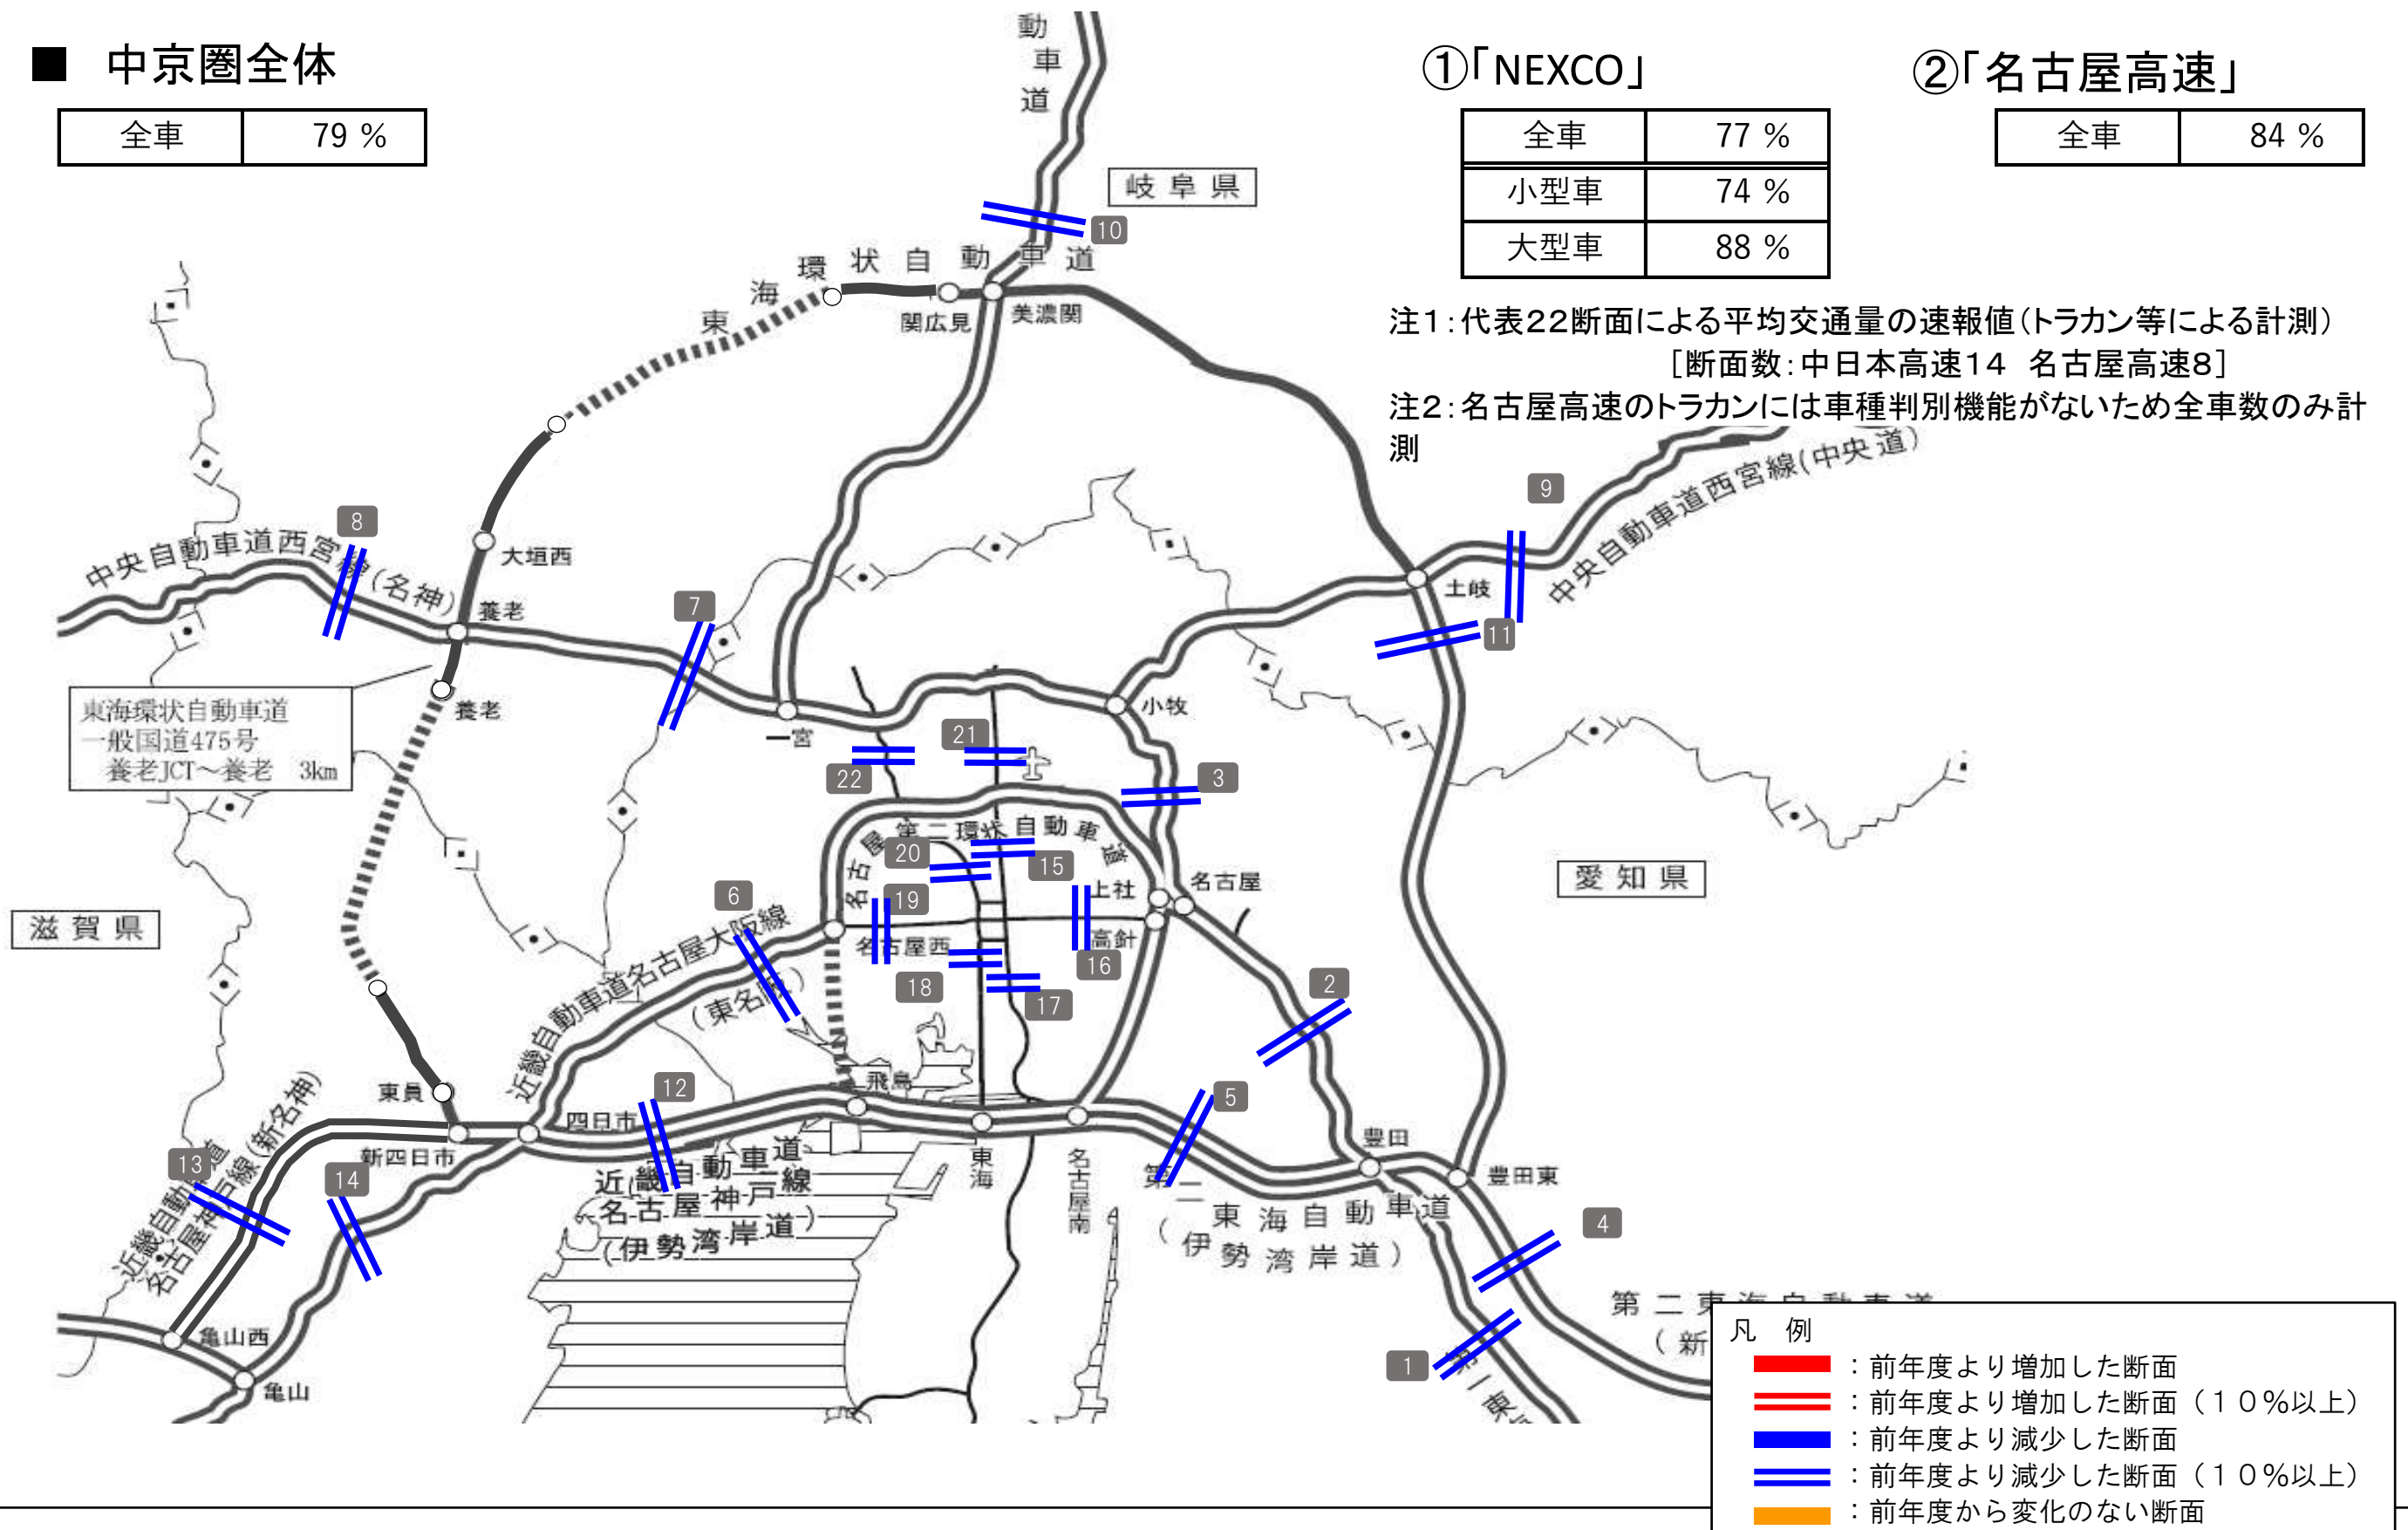 ■ 中京圏全体
全車 79 %
①「NEXCO」
全車 77 %
小型車 74 %
大型車 88 %
②「名古屋高速」
全車 84 %
注1：代表22断面による平均交通量の速報値（トラカン等による計測）
［断面数：中日本高速14 名古屋高速8］
注2：名古屋高速のトラカンには車種判別機能がないため全車数のみ計
測
動車道
岐阜県
10
東海環状自動車道
関広見
美濃関
9
中央自動車道西宮線(中央道)
8
中央自動車道西宮線(名神)
大垣西
養老
7
土岐
11
東海環状自動車道
一般国道475号
養老JCT～養老 3km
養老
一宮
小牧
21
22
3
名古屋第二環状自動車道
20
15
上社
名古屋
愛知県
滋賀県
6
19
名古屋西
高針
16
近畿自動車道名古屋大阪線
(東名阪)
18
17
2
東員
12
飛島
5
四日市
新四日市
豊田
豊田東
13
14
近畿自動車道
名古屋神戸線(新名神)
近畿自動車道
名古屋神戸線
(伊勢湾岸道)
東海
名古屋南
第二東海自動車道
(伊勢湾岸道)
4
亀山西
亀山
1
第一東
第二東海自動車道
(新
凡 例
：前年度より増加した断面
：前年度より増加した断面（１０％以上）
：前年度より減少した断面
：前年度より減少した断面（１０％以上）
：前年度から変化のない断面